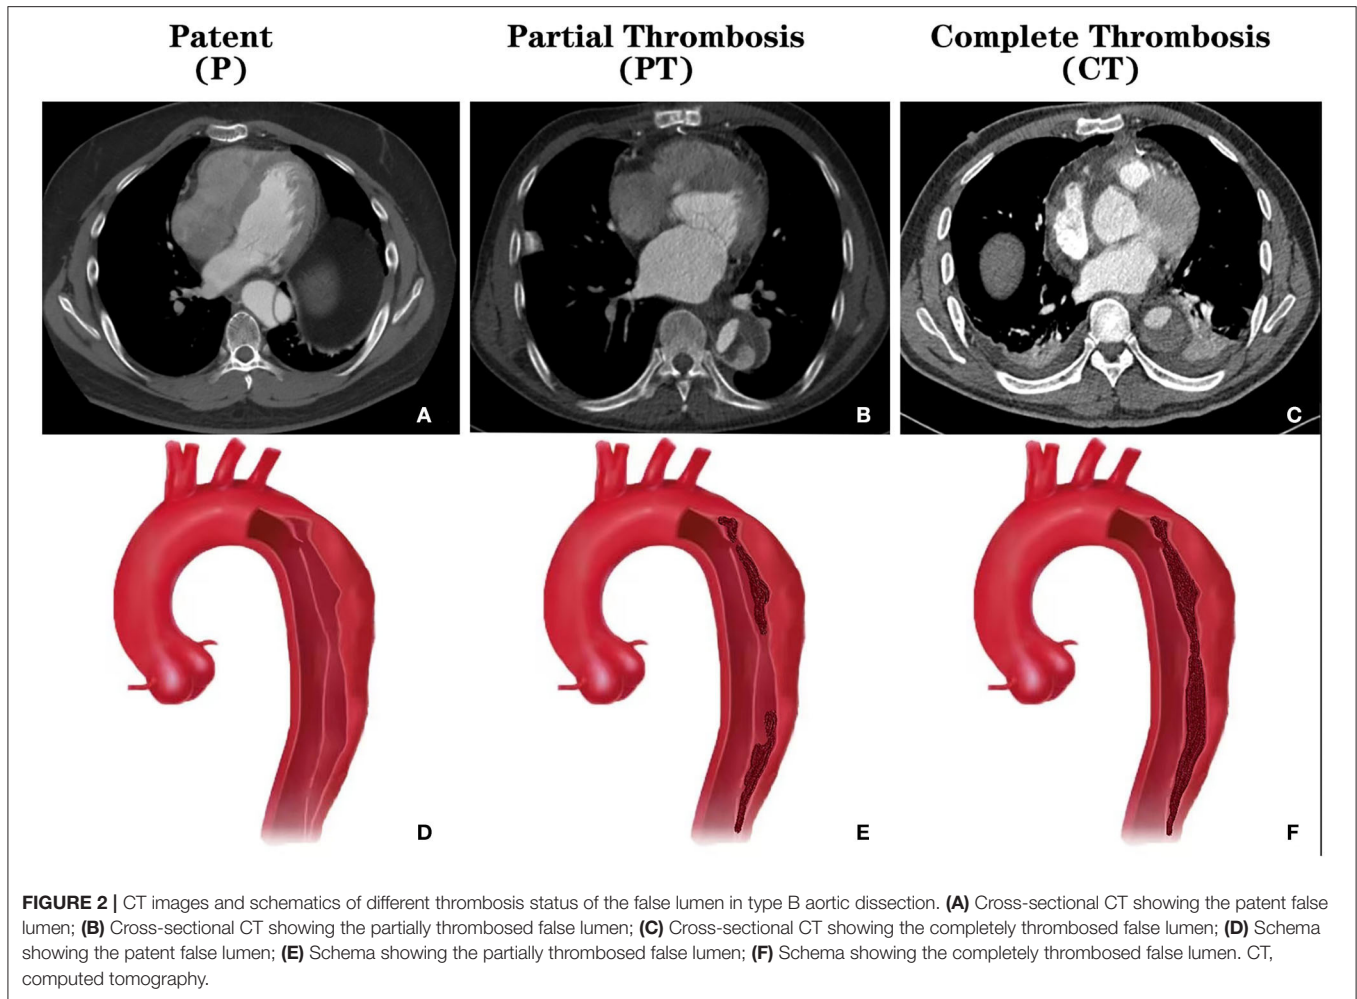 Patent
(P)
Partial Thrombosis
(PT)
Complete Thrombosis
(CT)
A
B
C
D
E
F
FIGURE 2 | CT images and schematics of different thrombosis status of the false lumen in type B aortic dissection. (A) Cross-sectional CT showing the patent false
lumen; (B) Cross-sectional CT showing the partially thrombosed false lumen; (C) Cross-sectional CT showing the completely thrombosed false lumen; (D) Schema
showing the patent false lumen; (E) Schema showing the partially thrombosed false lumen; (F) Schema showing the completely thrombosed false lumen. CT,
computed tomography.